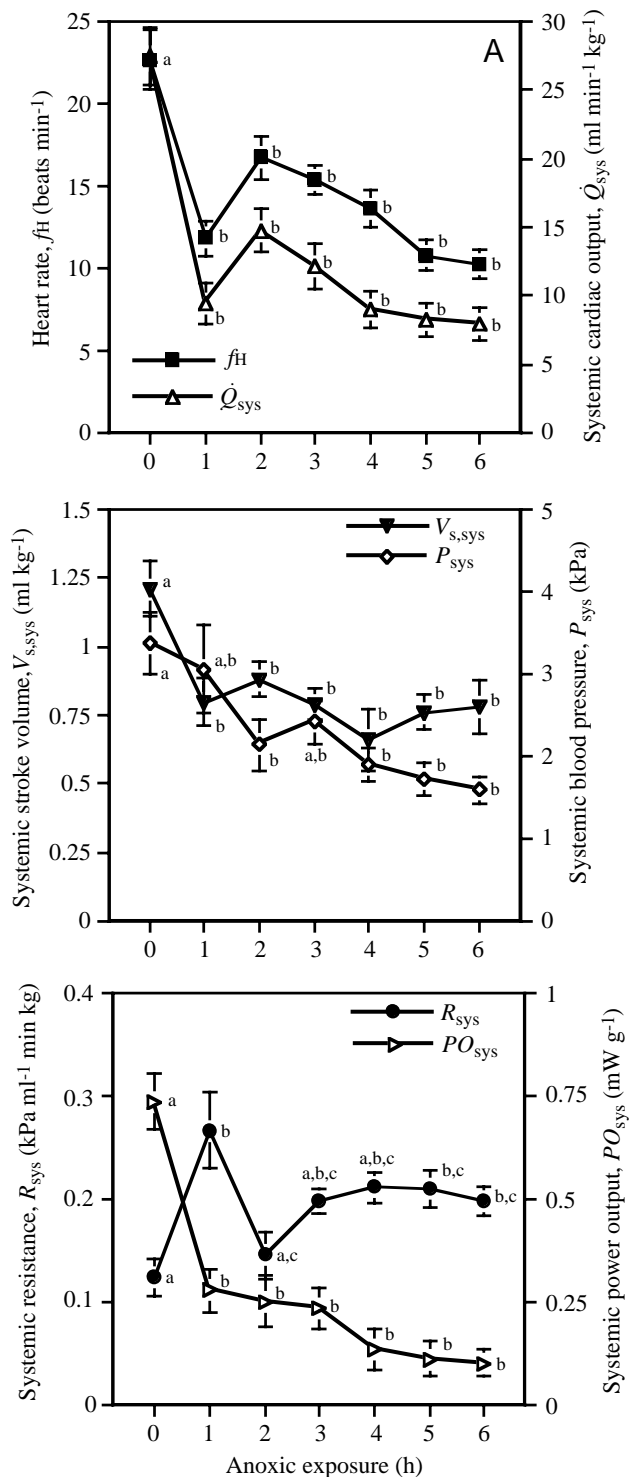 A
Heart rate, fH (beats min-1)
25
20
15
10
5
0
Systemic cardiac output, Q̇sys (ml min-1 kg-1)
30
25
20
15
10
5
0
a
b
b
b
b
b
b
b
b
b
b
b
b
fH
Q̇sys
0 1 2 3 4 5 6
Systemic stroke volume,Vs,sys (ml kg-1)
1.5
1.25
1
0.75
0.5
0.25
0
Systemic blood pressure, Psys (kPa)
5
4
3
2
1
0
Vs,sys
Psys
a
a
a,b
b
b
b
b
a,b
b
b
b
b
b
b
0 1 2 3 4 5 6
Systemic resistance, Rsys (kPa ml-1 min kg)
0.4
0.3
0.2
0.1
0
Systemic power output, POsys (mW g-1)
1
0.75
0.5
0.25
0
Rsys
POsys
a
a
b
b
a,c
b
a,b,c
b
a,b,c
b
b,c
b
b,c
b
0 1 2 3 4 5 6
Anoxic exposure (h)